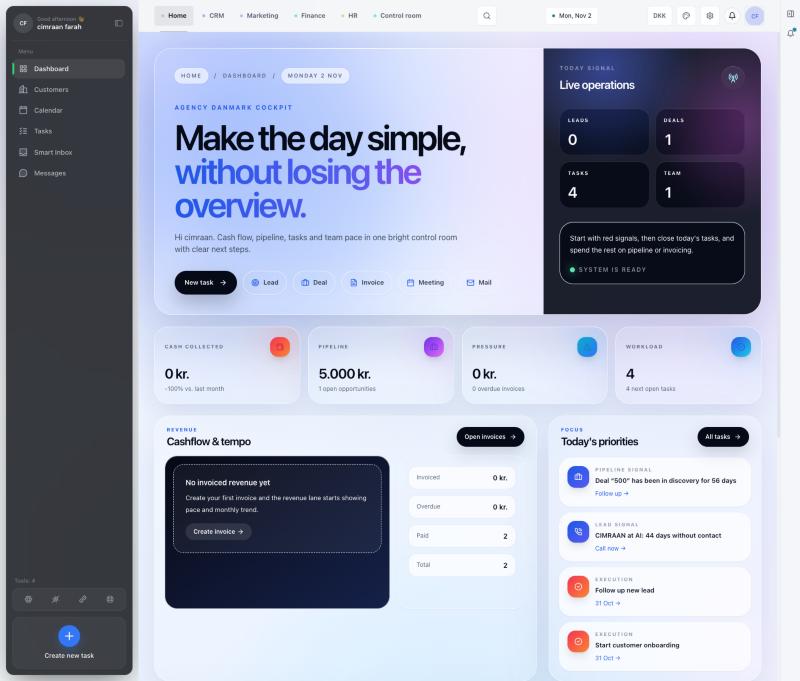 CF
Good afternoon 👋
cimraan farah
Menu
Dashboard
Customers
Calendar
Tasks
Smart Inbox
Messages
Tools: 4
Create new task
Home
CRM
Marketing
Finance
HR
Control room
Mon, Nov 2
DKK
CF
HOME / DASHBOARD / MONDAY 2 NOV
AGENCY DANMARK COCKPIT
Make the day simple,
without losing the
overview.
Hi cimraan. Cash flow, pipeline, tasks and team pace in one bright control room
with clear next steps.
New task →
Lead
Deal
Invoice
Meeting
Mail
TODAY SIGNAL
Live operations
LEADS
0
DEALS
1
TASKS
4
TEAM
1
Start with red signals, then close today's tasks, and
spend the rest on pipeline or invoicing.
SYSTEM IS READY
CASH COLLECTED
0 kr.
-100% vs. last month
PIPELINE
5.000 kr.
1 open opportunities
PRESSURE
0 kr.
0 overdue invoices
WORKLOAD
4
4 next open tasks
REVENUE
Cashflow & tempo
Open invoices →
No invoiced revenue yet
Create your first invoice and the revenue lane starts showing
pace and monthly trend.
Create invoice →
Invoiced 0 kr.
Overdue 0 kr.
Paid 2
Total 2
FOCUS
Today's priorities
All tasks →
PIPELINE SIGNAL
Deal “500” has been in discovery for 56 days
Follow up →
LEAD SIGNAL
CIMRAAN at AI: 44 days without contact
Call now →
EXECUTION
Follow up new lead
31 Oct →
EXECUTION
Start customer onboarding
31 Oct →